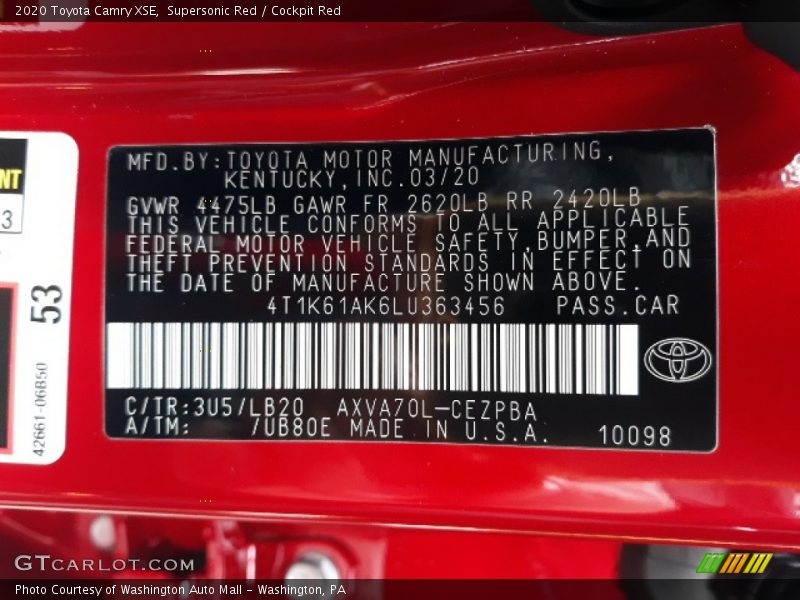 2020 Toyota Camry XSE,  Supersonic Red / Cockpit Red
MFD.BY:TOYOTA MOTOR MANUFACTURING,
KENTUCKY,INC.03/20
GVWR 4475LB GAWR FR 2620LB RR 2420LB
THIS VEHICLE CONFORMS TO ALL APPLICABLE
FEDERAL MOTOR VEHICLE SAFETY,BUMPER,AND
THEFT PREVENTION STANDARDS IN EFFECT ON
THE DATE OF MANUFACTURE SHOWN ABOVE.
4T1K61AK6LU363456 PASS.CAR
C/TR:3U5/LB20 AXVA70L-CEZPBA
A/TM: /UB80E MADE IN U.S.A. 10098
NT
3
53
42661-06B50
GTCARLOT.COM
Photo Courtesy of Washington Auto Mall - Washington, PA